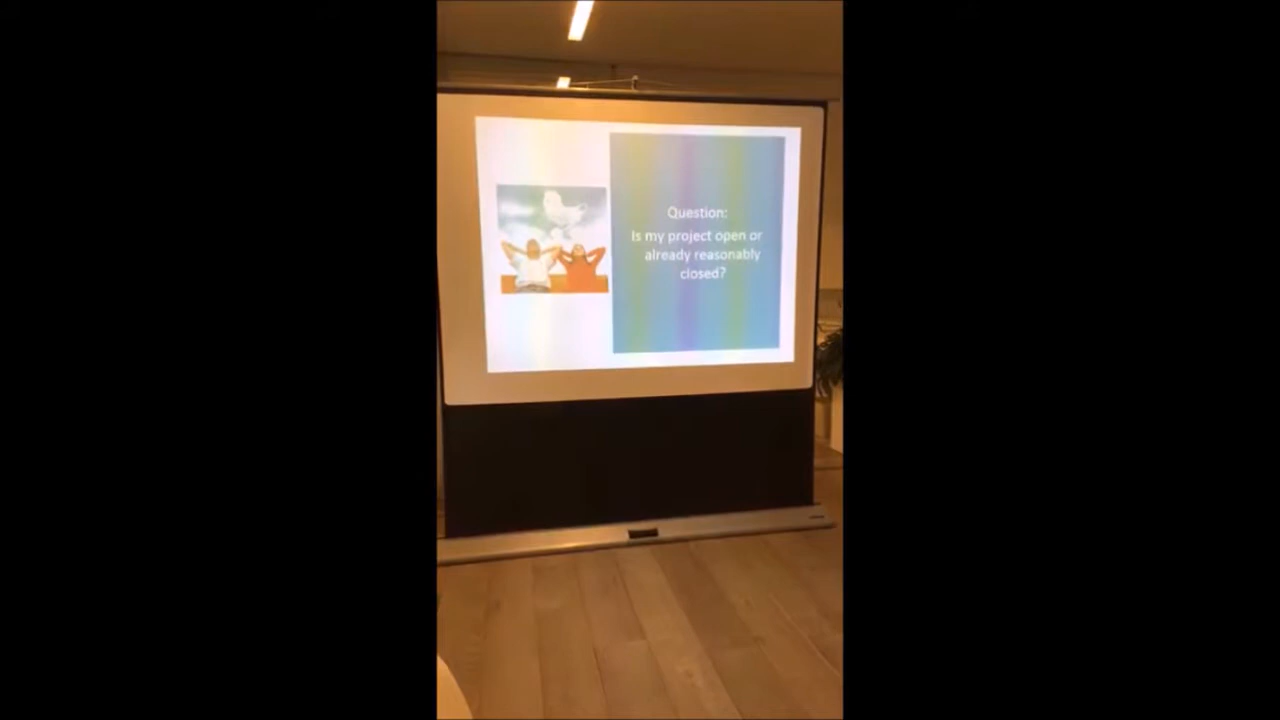 Question:
Is my project open or
already reasonably
closed?